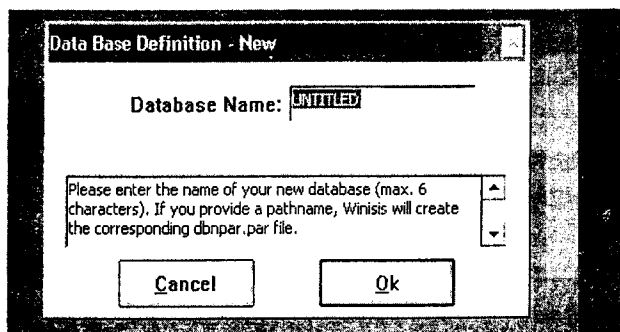 Data Base Definition - New
Database Name: UNTITLED
Please enter the name of your new database (max. 6
characters). If you provide a pathname, Winisis will create
the corresponding dbnpar.par file.
Cancel Ok